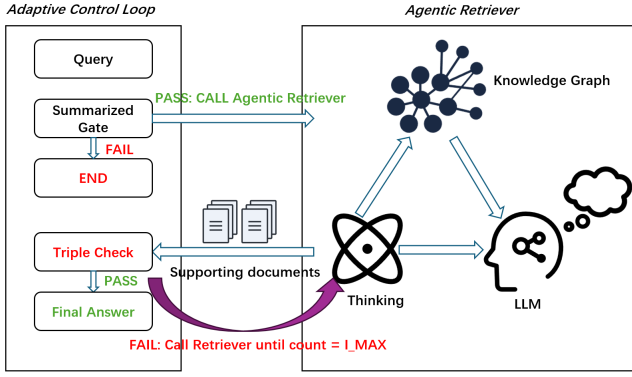 Adaptive Control Loop
Agentic Retriever
Query
Knowledge Graph
PASS: CALL Agentic Retriever
Summarized
Gate
FAIL
END
Triple Check
Supporting documents
PASS
Thinking
LLM
Final Answer
FAIL: Call Retriever until count = I_MAX